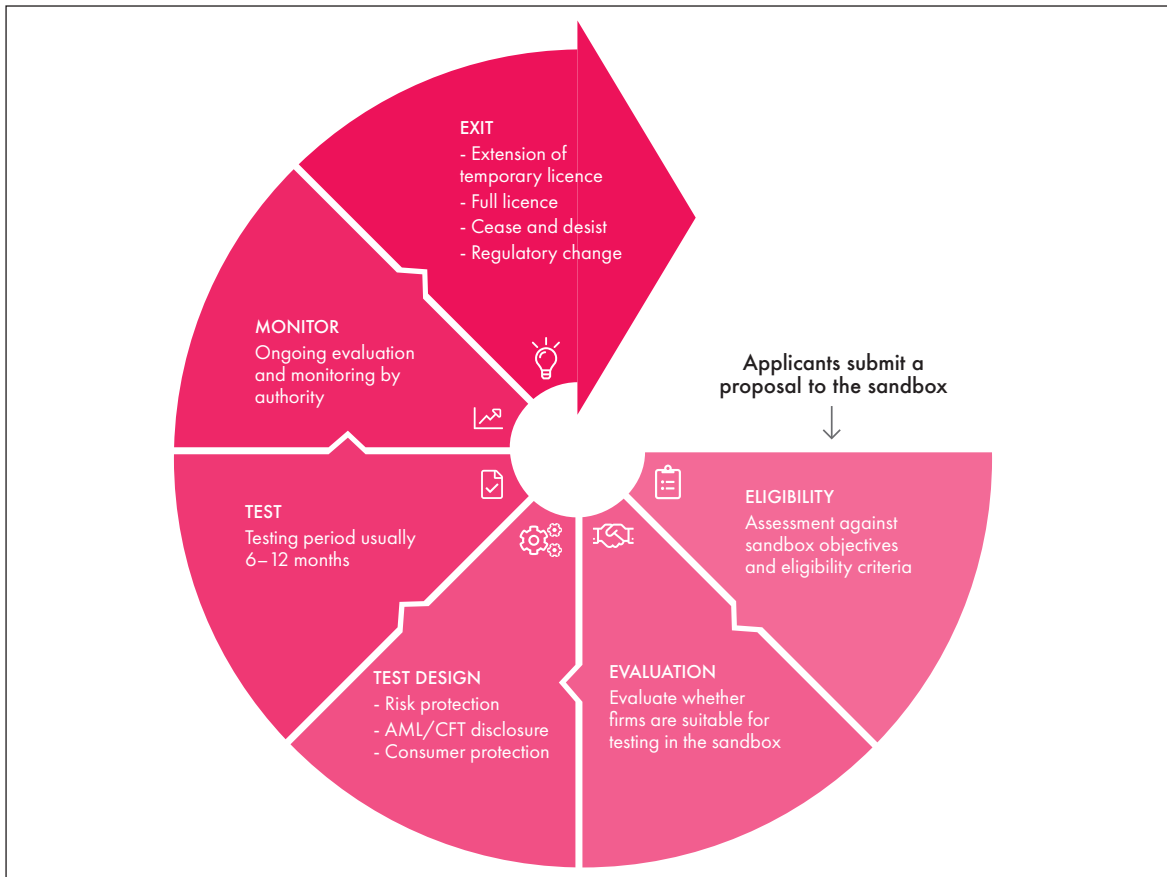 Applicants submit a
proposal to the sandbox
ELIGIBILITY
Assessment against
sandbox objectives
and eligibility criteria
EVALUATION
Evaluate whether
firms are suitable for
testing in the sandbox
TEST DESIGN
- Risk protection
- AML/CFT disclosure
- Consumer protection
TEST
Testing period usually
6–12 months
MONITOR
Ongoing evaluation
and monitoring by
authority
EXIT
- Extension of
temporary licence
- Full licence
- Cease and desist
- Regulatory change